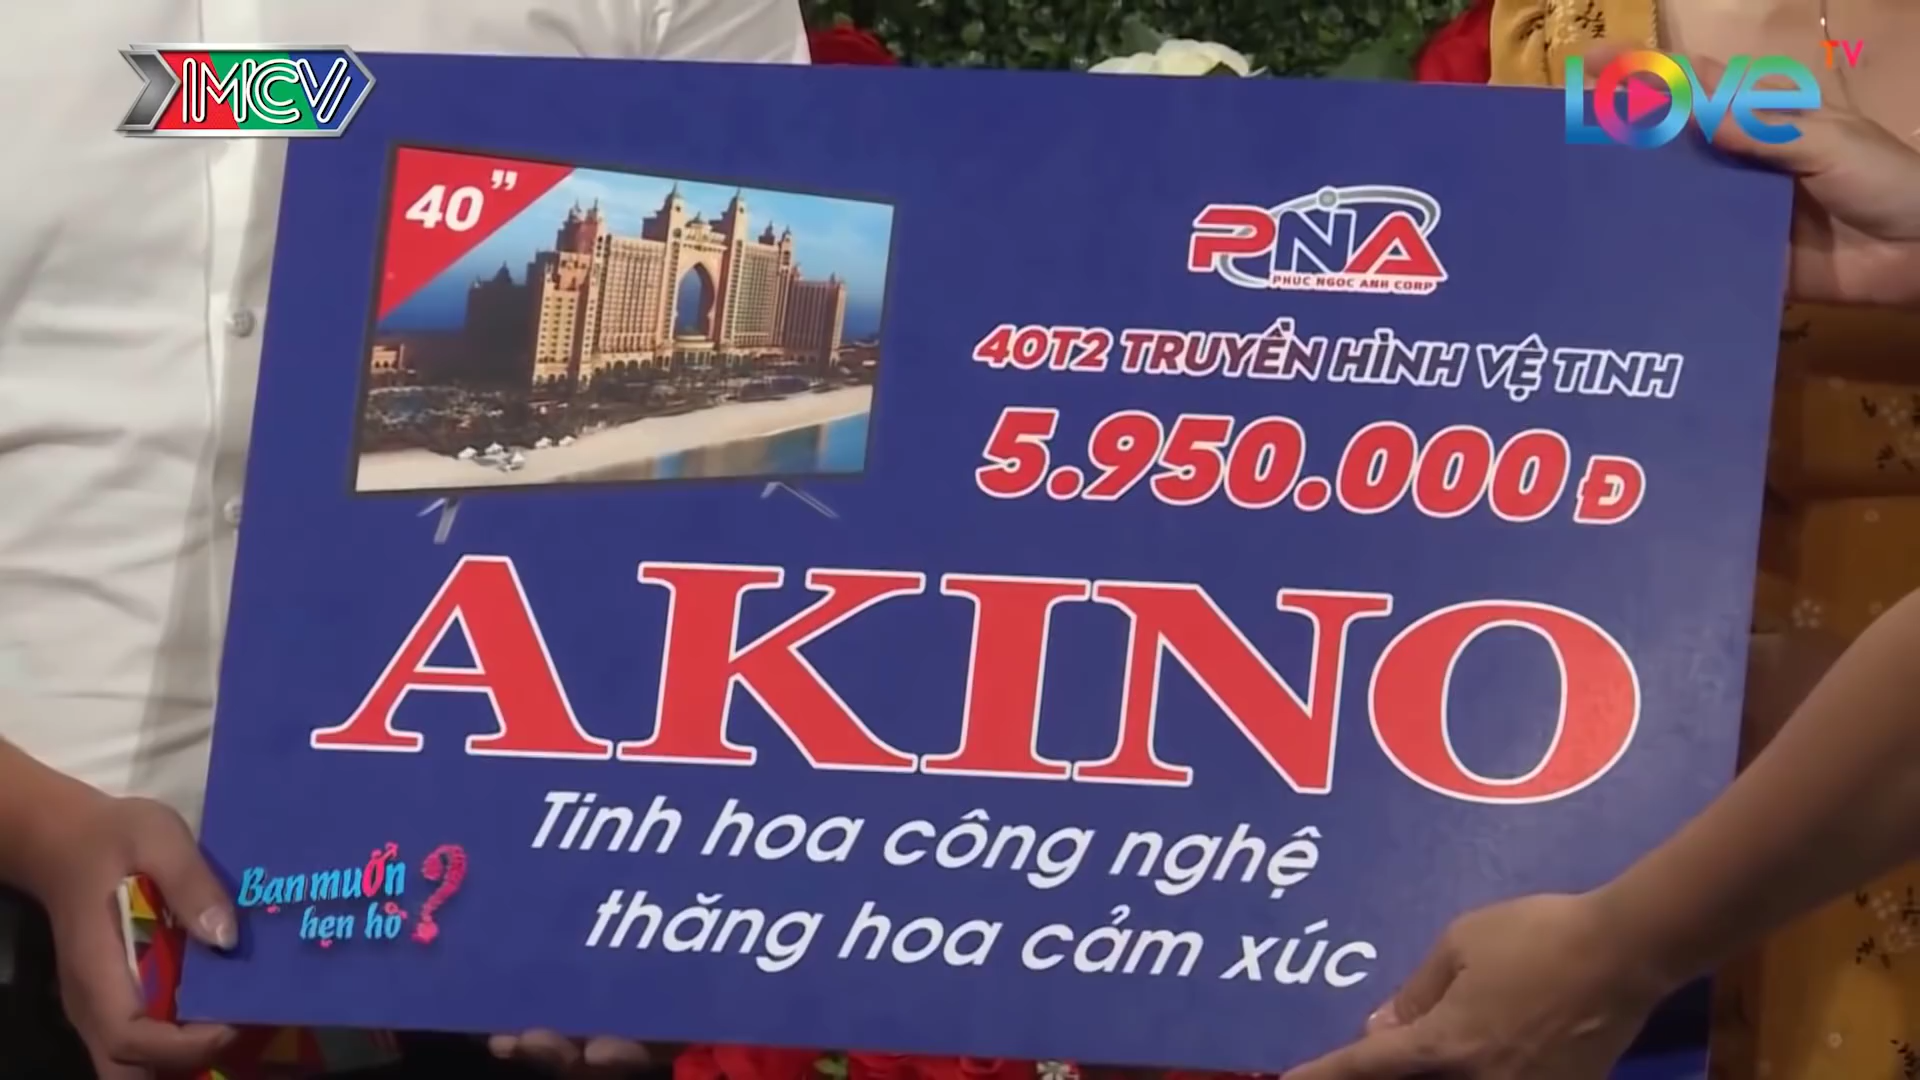 MCV
LOVE TV
40”
PNA
PHUC NGOC ANH CORP
40T2 TRUYỀN HÌNH VỆ TINH
5.950.000 Đ
AKINO
Tinh hoa công nghệ
thăng hoa cảm xúc
Bạn muốn
hẹn hò ?